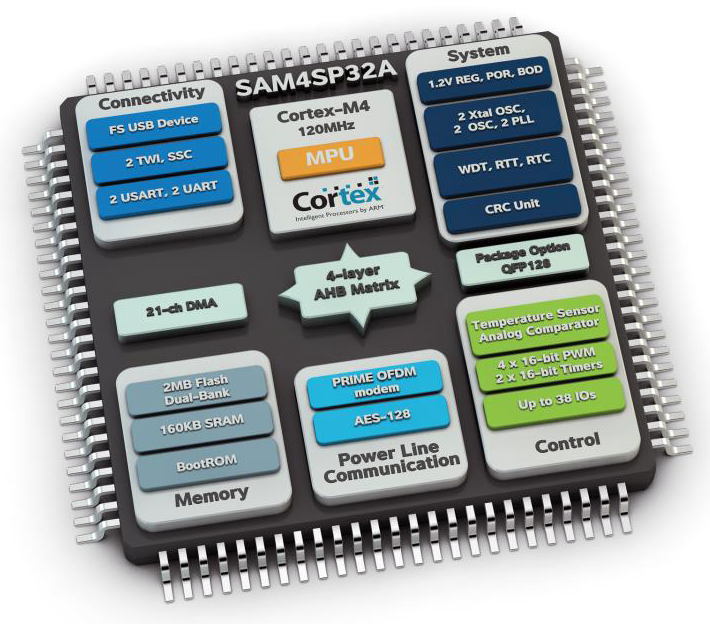 SAM4SP32A
Connectivity
FS USB Device
2 TWI, SSC
2 USART, 2 UART
Cortex-M4
120MHz
MPU
Cortex
Intelligent Processors by ARM
System
1.2V REG, POR, BOD
2 Xtal OSC,
2 OSC, 2 PLL
WDT, RTT, RTC
CRC Unit
Package Option
QFP128
4-layer
AHB Matrix
21-ch DMA
2MB Flash
Dual-Bank
160KB SRAM
BootROM
Memory
PRIME OFDM
modem
AES-128
Power Line
Communication
Temperature Sensor
Analog Comparator
4 x 16-bit PWM
2 x 16-bit Timers
Up to 38 IOs
Control